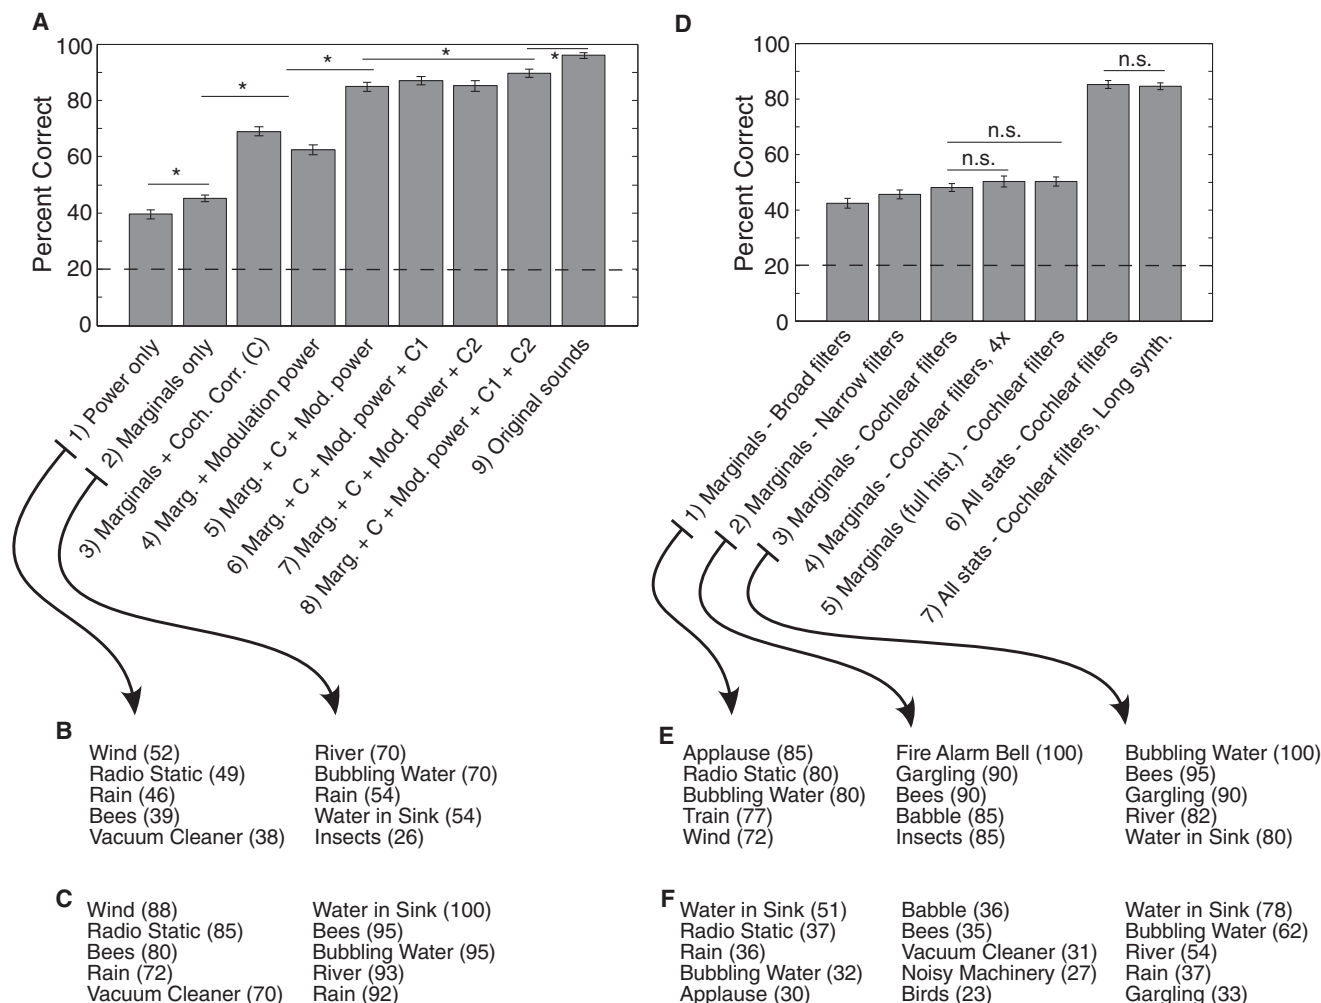 A
100
80
60
40
20
0
Percent Correct
*
*
*
*
*
1) Power only
2) Marginals only
3) Marginals + Coch. Corr. (C)
4) Marg. + Modulation power
5) Marg. + C + Mod. power
6) Marg. + C + Mod. power + C1
7) Marg. + C + Mod. power + C2
8) Marg. + C + Mod. power + C1 + C2
9) Original sounds
D
100
80
60
40
20
0
Percent Correct
n.s.
n.s.
n.s.
1) Marginals - Broad filters
2) Marginals - Narrow filters
3) Marginals - Cochlear filters
4) Marginals - Cochlear filters, 4x
5) Marginals (full hist.) - Cochlear filters
6) All stats - Cochlear filters
7) All stats - Cochlear filters, Long synth.
B
Wind (52)
Radio Static (49)
Rain (46)
Bees (39)
Vacuum Cleaner (38)
River (70)
Bubbling Water (70)
Rain (54)
Water in Sink (54)
Insects (26)
C
Wind (88)
Radio Static (85)
Bees (80)
Rain (72)
Vacuum Cleaner (70)
Water in Sink (100)
Bees (95)
Bubbling Water (95)
River (93)
Rain (92)
E
Applause (85)
Radio Static (80)
Bubbling Water (80)
Train (77)
Wind (72)
Fire Alarm Bell (100)
Gargling (90)
Bees (90)
Babble (85)
Insects (85)
Bubbling Water (100)
Bees (95)
Gargling (90)
River (82)
Water in Sink (80)
F
Water in Sink (51)
Radio Static (37)
Rain (36)
Bubbling Water (32)
Applause (30)
Babble (36)
Bees (35)
Vacuum Cleaner (31)
Noisy Machinery (27)
Birds (23)
Water in Sink (78)
Bubbling Water (62)
River (54)
Rain (37)
Gargling (33)